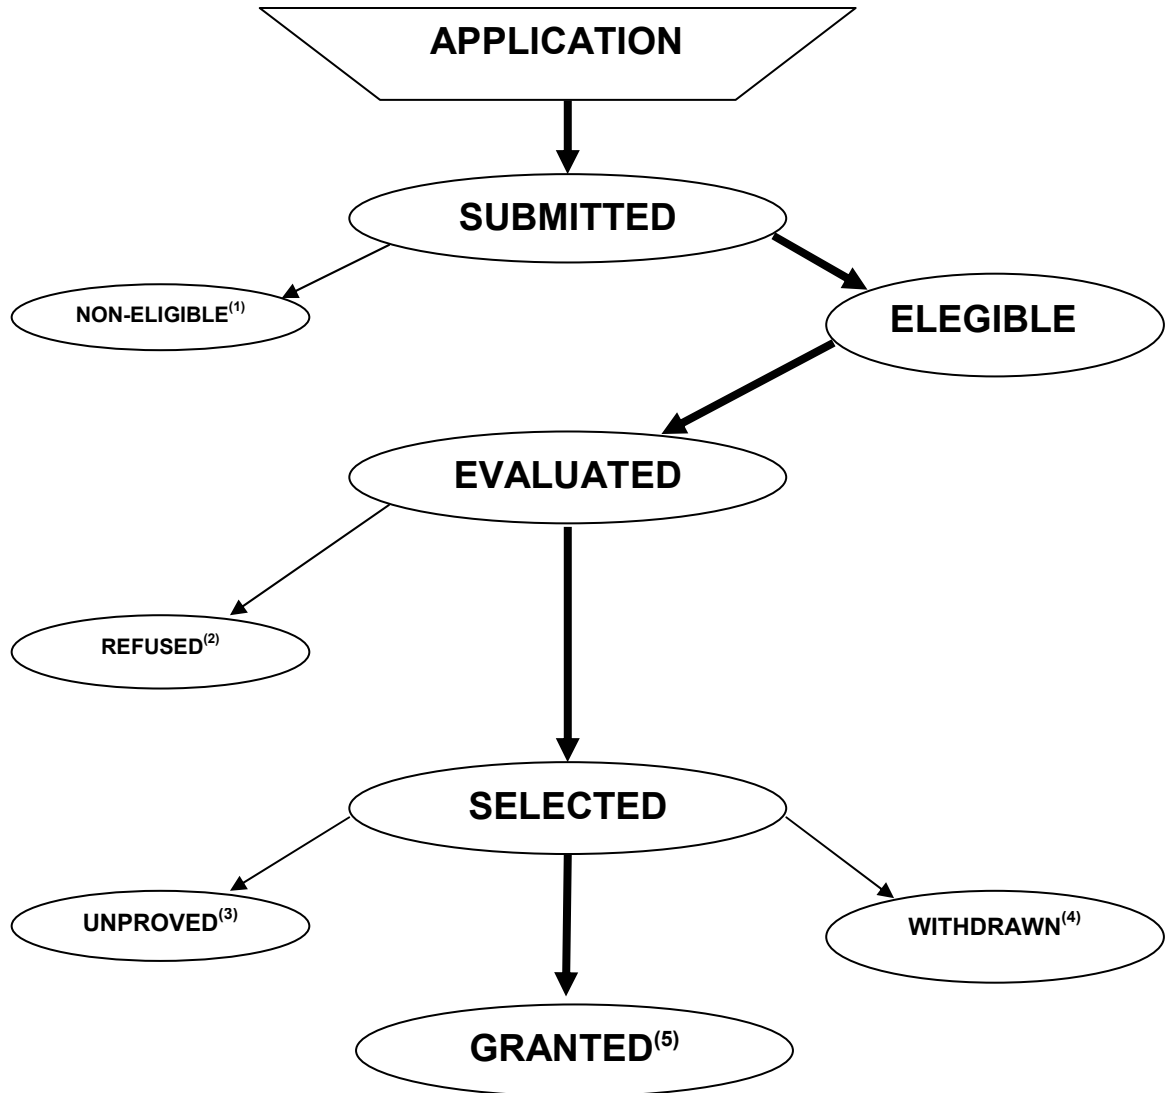 APPLICATION
SUBMITTED
NON-ELIGIBLE(1)
ELEGIBLE
EVALUATED
REFUSED(2)
SELECTED
UNPROVED(3)
WITHDRAWN(4)
GRANTED(5)